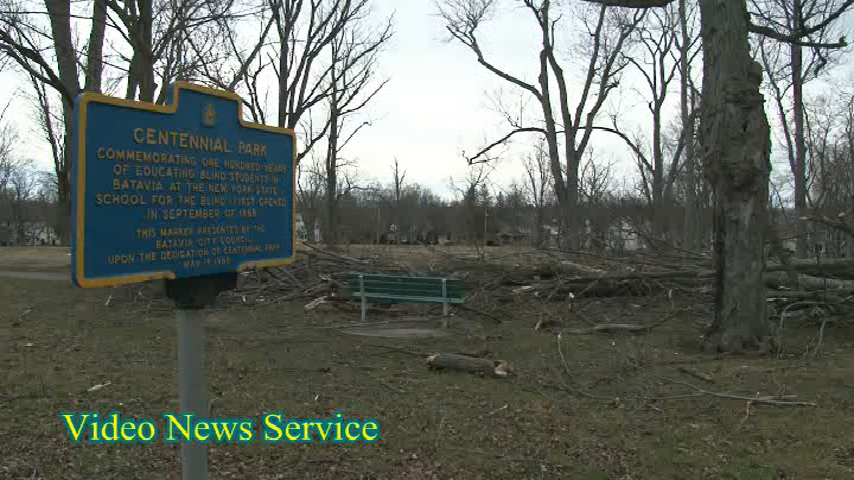 CENTENNIAL PARK
COMMEMORATING ONE HUNDRED YEARS
OF EDUCATING BLIND STUDENTS IN
BATAVIA AT THE NEW YORK STATE
SCHOOL FOR THE BLIND (FIRST OPENED
IN SEPTEMBER OF 1868
THIS MARKER PRESENTED BY THE
BATAVIA CITY COUNCIL
UPON THE DEDICATION OF CENTENNIAL PARK
MAY
Video News Service